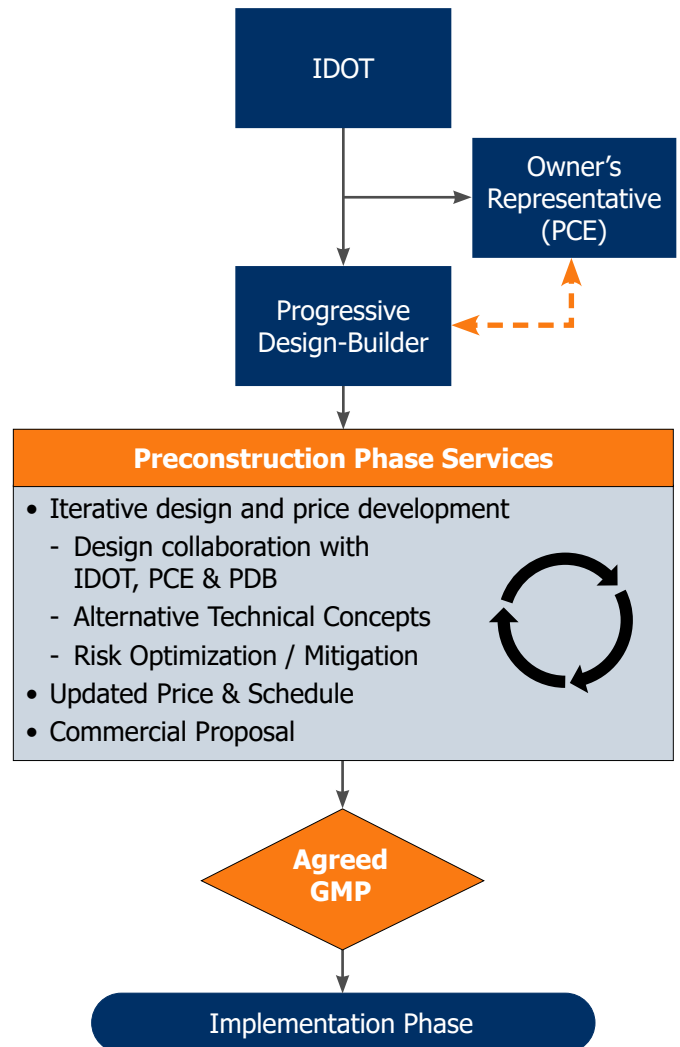 IDOT
Owner’s
Representative
(PCE)
Progressive
Design-Builder
Preconstruction Phase Services
• Iterative design and price development
- Design collaboration with
IDOT, PCE & PDB
- Alternative Technical Concepts
- Risk Optimization / Mitigation
• Updated Price & Schedule
• Commercial Proposal
Agreed
GMP
Implementation Phase